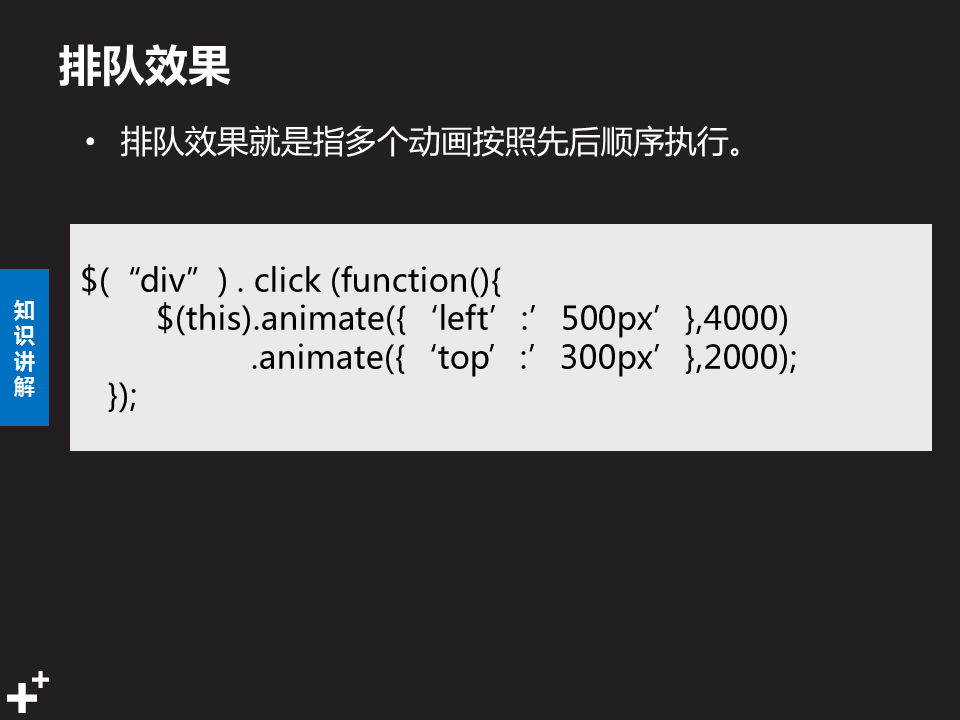 排队效果
• 排队效果就是指多个动画按照先后顺序执行。
$(“div”) . click (function(){
$(this).animate({‘left’:’500px’},4000)
.animate({‘top’:’300px’},2000);
});
知识讲解